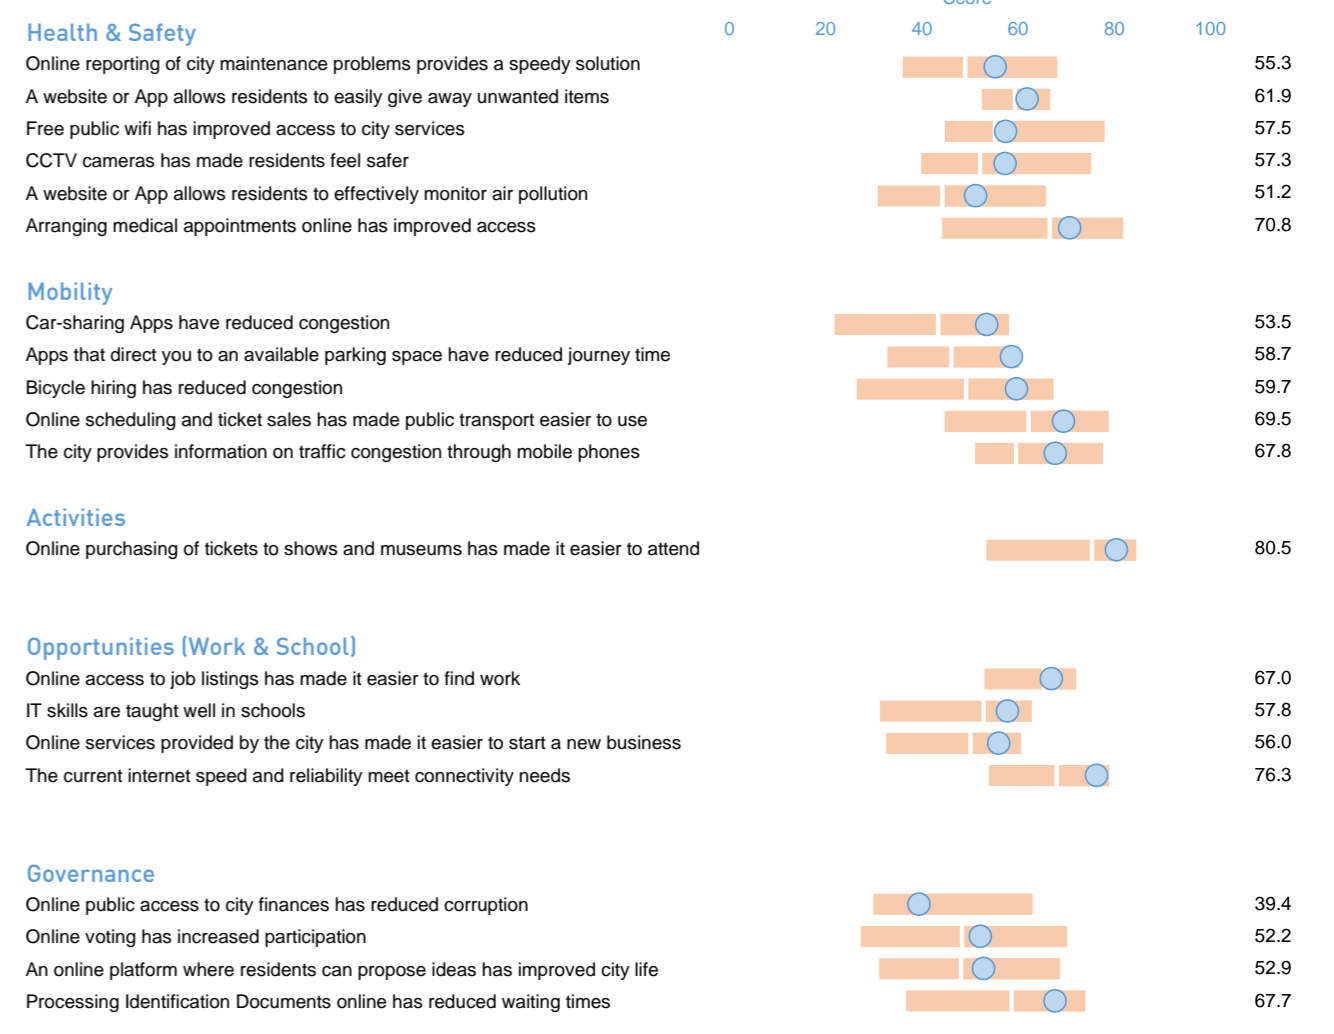 Score
Health & Safety 0 20 40 60 80 100
Online reporting of city maintenance problems provides a speedy solution 55.3
A website or App allows residents to easily give away unwanted items 61.9
Free public wifi has improved access to city services 57.5
CCTV cameras has made residents feel safer 57.3
A website or App allows residents to effectively monitor air pollution 51.2
Arranging medical appointments online has improved access 70.8
Mobility
Car-sharing Apps have reduced congestion 53.5
Apps that direct you to an available parking space have reduced journey time 58.7
Bicycle hiring has reduced congestion 59.7
Online scheduling and ticket sales has made public transport easier to use 69.5
The city provides information on traffic congestion through mobile phones 67.8
Activities
Online purchasing of tickets to shows and museums has made it easier to attend 80.5
Opportunities (Work & School)
Online access to job listings has made it easier to find work 67.0
IT skills are taught well in schools 57.8
Online services provided by the city has made it easier to start a new business 56.0
The current internet speed and reliability meet connectivity needs 76.3
Governance
Online public access to city finances has reduced corruption 39.4
Online voting has increased participation 52.2
An online platform where residents can propose ideas has improved city life 52.9
Processing Identification Documents online has reduced waiting times 67.7